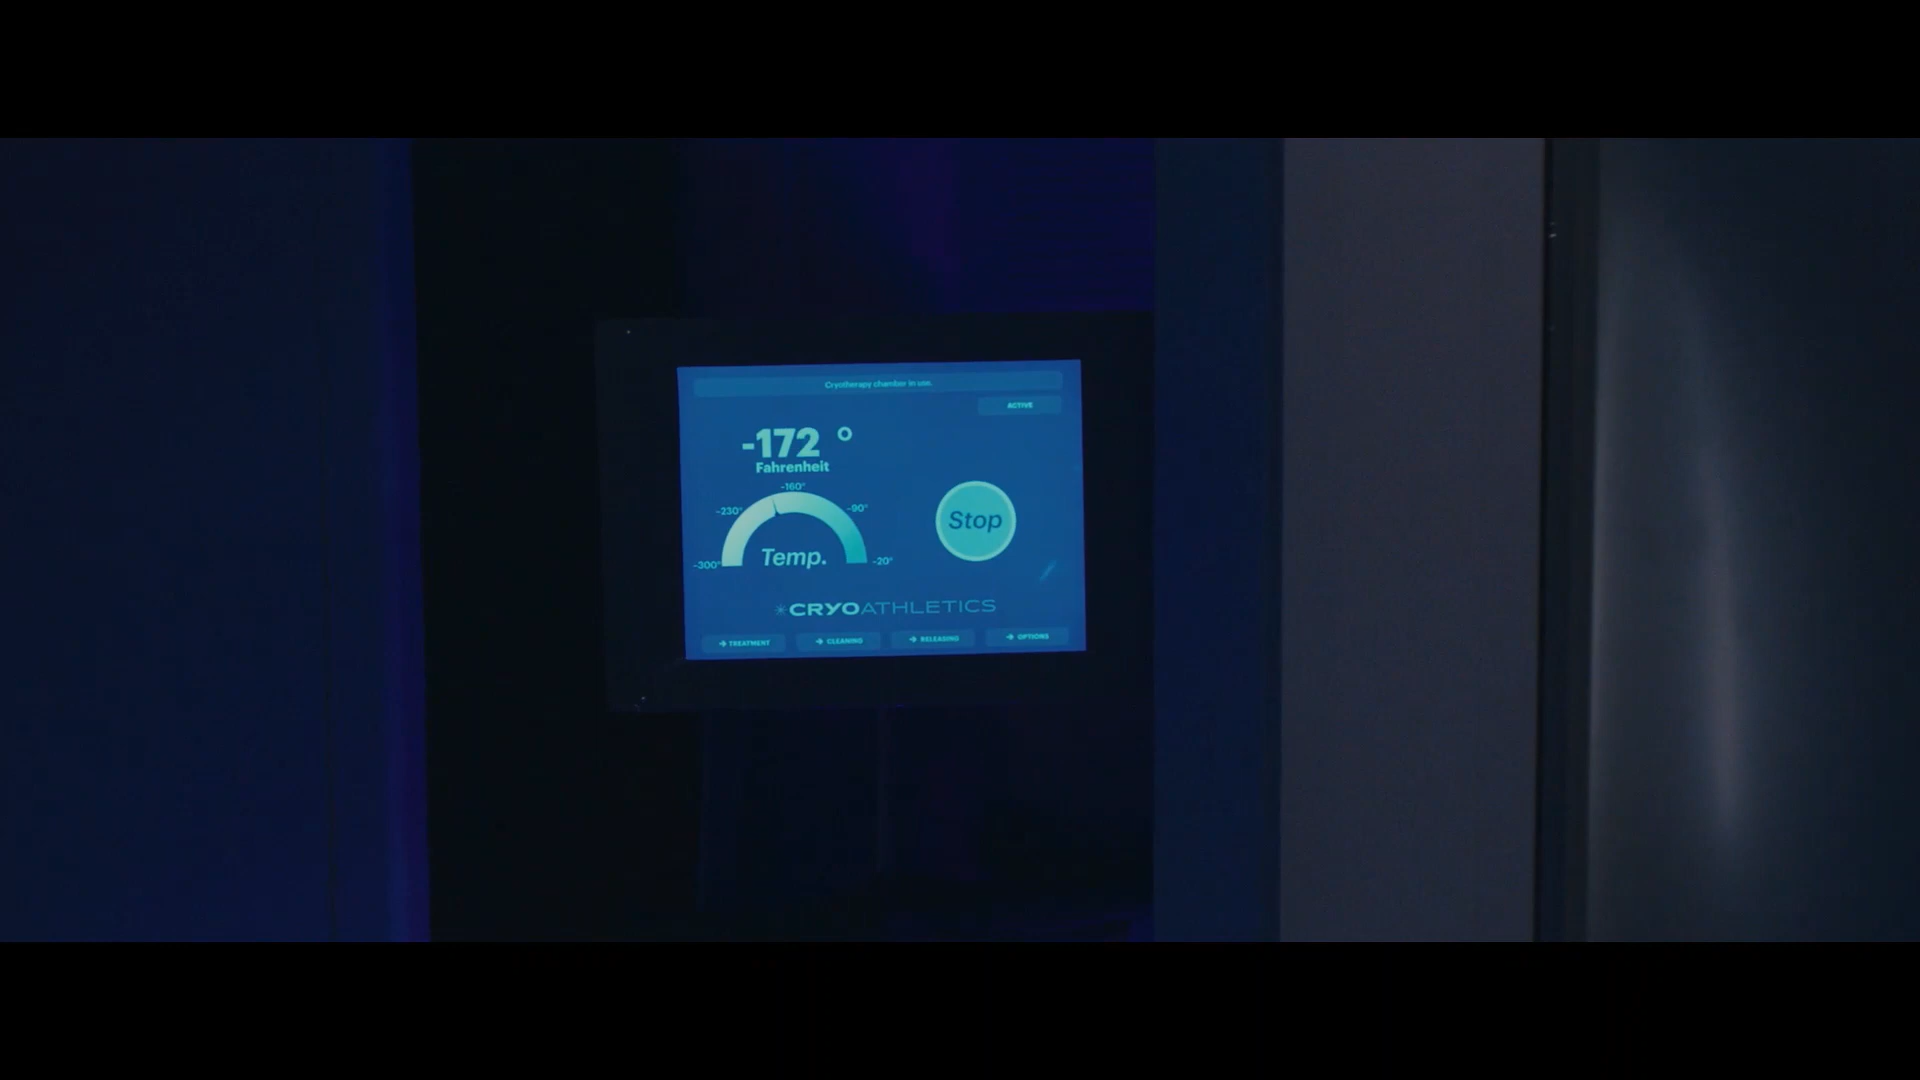 Cryotherapy chamber in use.
ACTIVE
-172 °
Fahrenheit
-160°
-230°
-90°
Stop
Temp.
-300°
-20°
CRYOATHLETICS
TREATMENT
CLEANING
RELEASING
OPTIONS